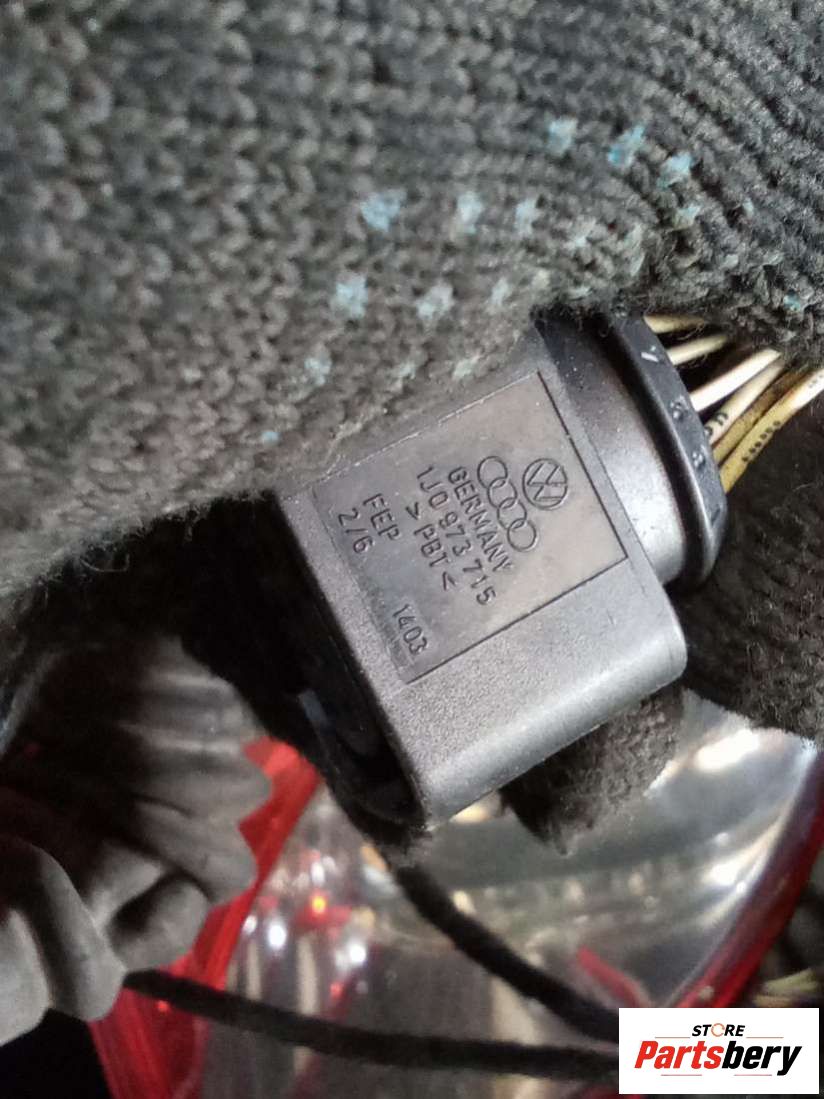 GERMANY
1J0 973 715
> PBT <
FEP
2/6
1403
STORE
Partsbery